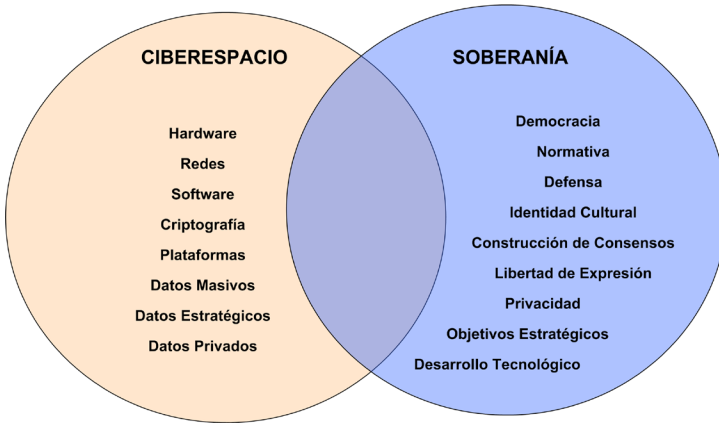 CIBERESPACIO
Hardware
Redes
Software
Criptografía
Plataformas
Datos Masivos
Datos Estratégicos
Datos Privados
SOBERANÍA
Democracia
Normativa
Defensa
Identidad Cultural
Construcción de Consensos
Libertad de Expresión
Privacidad
Objetivos Estratégicos
Desarrollo Tecnológico